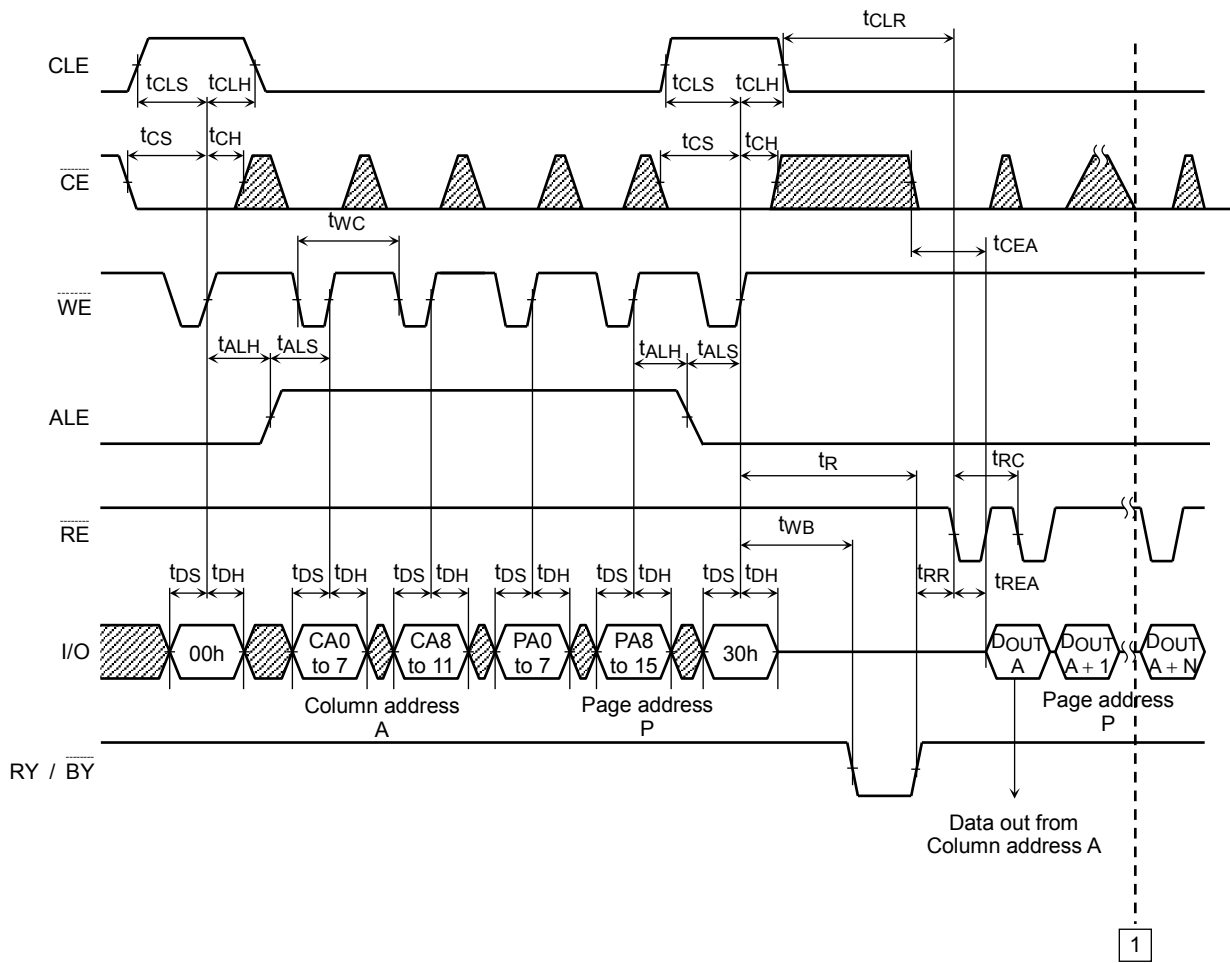 tCLR
CLE
tCLS tCLH tCLS tCLH
tCS tCH tCS tCH
CE
tWC
tCEA
WE
tALH tALS tALH tALS
ALE
tR tRC
RE
tWB
tDS tDH tDS tDH tDS tDH tDS tDH tDS tDH tDS tDH tRR tREA
I/O
00h
CA0
to 7
CA8
to 11
PA0
to 7
PA8
to 15
30h
DOUT
A
DOUT
A + 1
DOUT
A + N
Column address
A
Page address
P
Page address
P
RY / BY
Data out from
Column address A
1